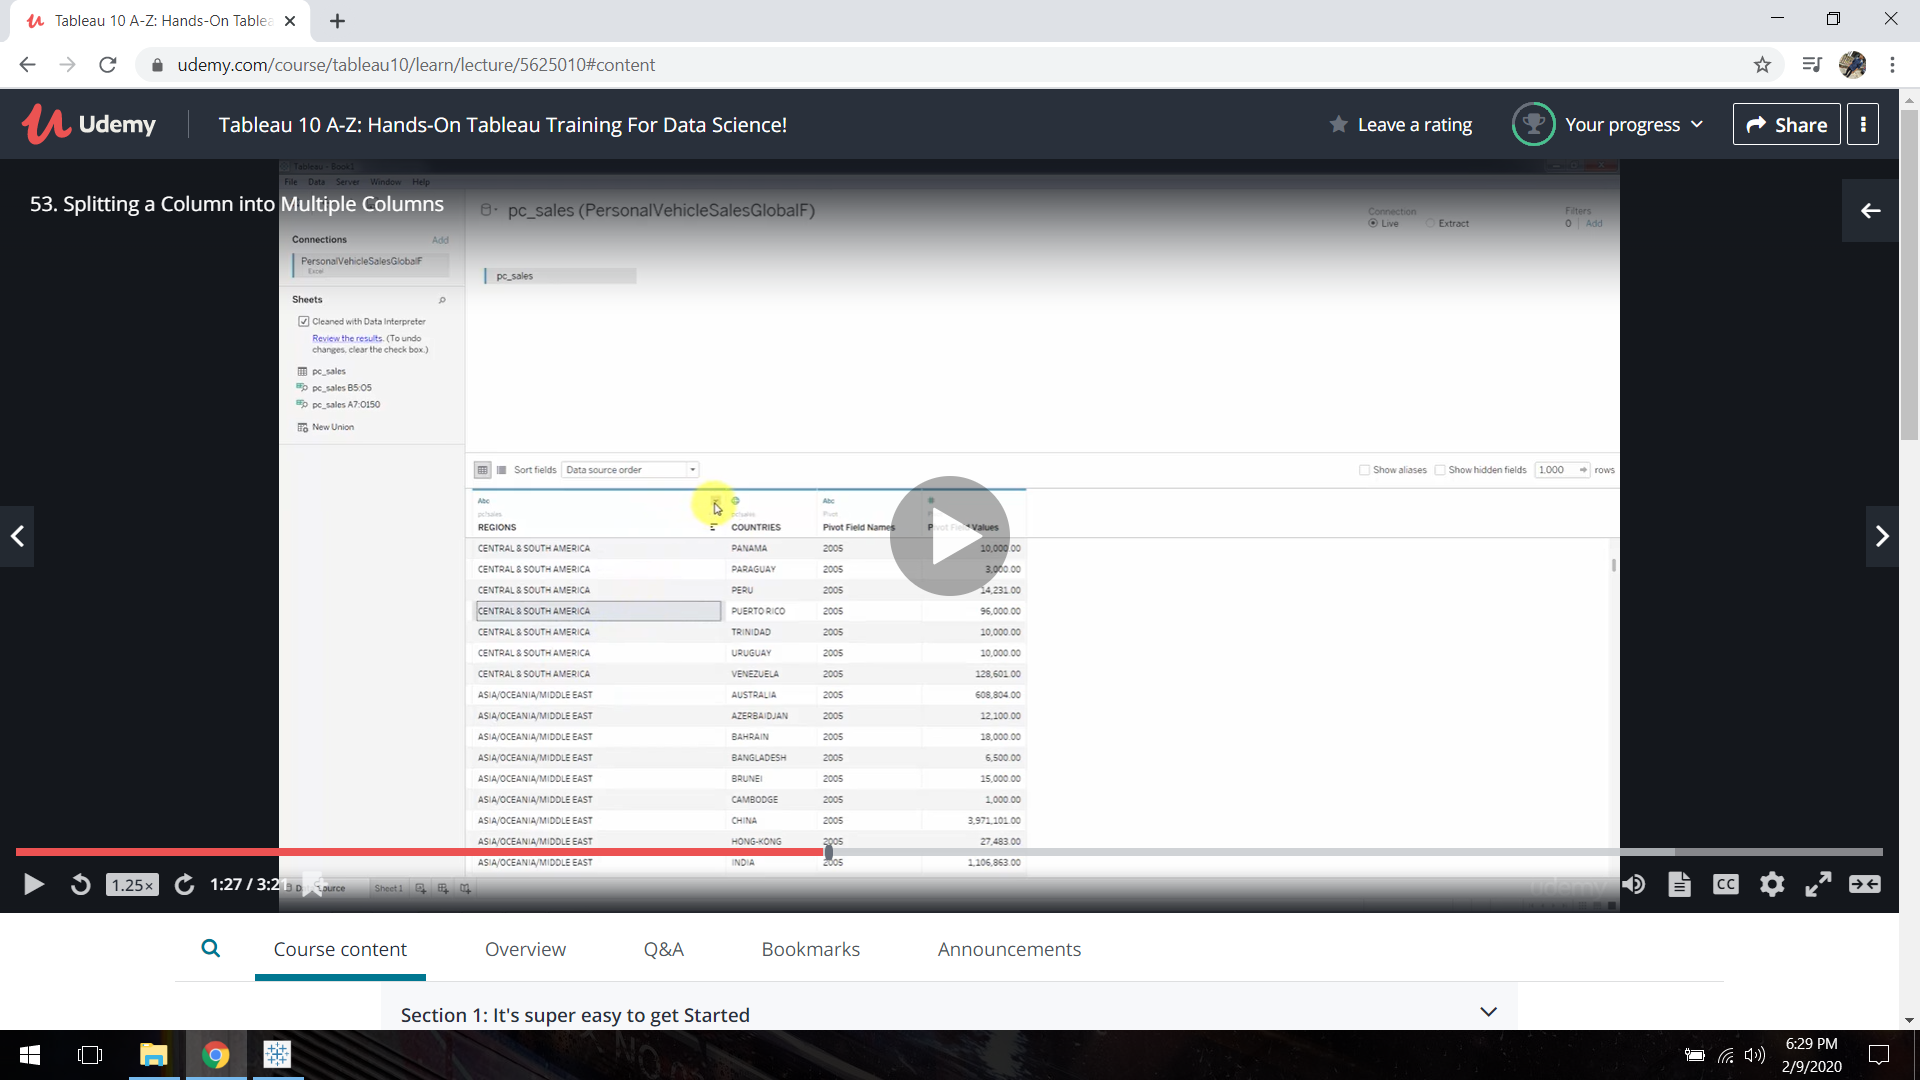 Tableau 10 A-Z: Hands-On Tablea
udemy.com/course/tableau10/learn/lecture/5625010#content
Udemy
Tableau 10 A-Z: Hands-On Tableau Training For Data Science!
Leave a rating
Your progress
Share
Tableau - Book1
File Data Server Window Help
53. Splitting a Column into Multiple Columns
pc_sales (PersonalVehicleSalesGlobalF)
Connection
Live Extract
Filters
0 Add
Connections Add
PersonalVehicleSalesGlobalF
Excel
pc_sales
Sheets
Cleaned with Data Interpreter
Review the results. (To undo
changes, clear the check box.)
pc_sales
pc_sales B5:O5
pc_sales A7:O150
New Union
Sort fields Data source order
Show aliases Show hidden fields 1,000 rows
Abc Abc
Pivot
REGIONS COUNTRIES Pivot Field Names Pivot Field Values
CENTRAL & SOUTH AMERICA PANAMA 2005 10,000.00
CENTRAL & SOUTH AMERICA PARAGUAY 2005 3,000.00
CENTRAL & SOUTH AMERICA PERU 2005 14,231.00
CENTRAL & SOUTH AMERICA PUERTO RICO 2005 96,000.00
CENTRAL & SOUTH AMERICA TRINIDAD 2005 10,000.00
CENTRAL & SOUTH AMERICA URUGUAY 2005 10,000.00
CENTRAL & SOUTH AMERICA VENEZUELA 2005 128,601.00
ASIA/OCEANIA/MIDDLE EAST AUSTRALIA 2005 608,804.00
ASIA/OCEANIA/MIDDLE EAST AZERBAIDJAN 2005 12,100.00
ASIA/OCEANIA/MIDDLE EAST BAHRAIN 2005 18,000.00
ASIA/OCEANIA/MIDDLE EAST BANGLADESH 2005 6,500.00
ASIA/OCEANIA/MIDDLE EAST BRUNEI 2005 15,000.00
ASIA/OCEANIA/MIDDLE EAST CAMBODGE 2005 1,000.00
ASIA/OCEANIA/MIDDLE EAST CHINA 2005 3,971,101.00
ASIA/OCEANIA/MIDDLE EAST HONG-KONG 2005 27,483.00
ASIA/OCEANIA/MIDDLE EAST INDIA 2005 1,106,863.00
1.25×
1:27 / 3:21
Sheet1
udemy
CC
Course content
Overview
Q&A
Bookmarks
Announcements
Section 1: It's super easy to get Started
6:29 PM
2/9/2020